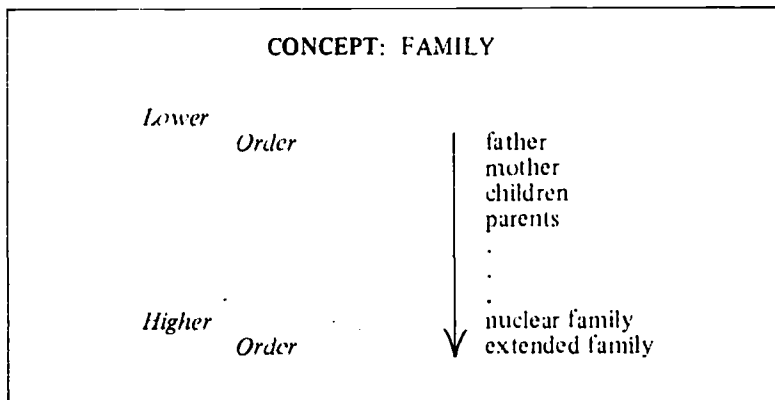 CONCEPT: FAMILY
Lower
Order father
mother
children
parents
.
.
.
Higher nuclear family
Order extended family